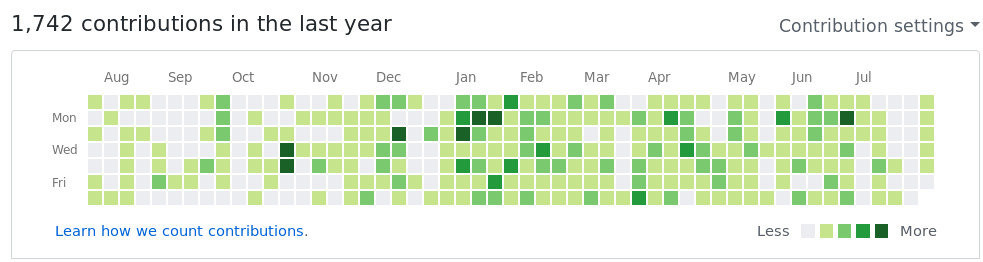 1,742 contributions in the last year
Contribution settings
Aug Sep Oct Nov Dec Jan Feb Mar Apr May Jun Jul
Mon
Wed
Fri
Learn how we count contributions.
Less More